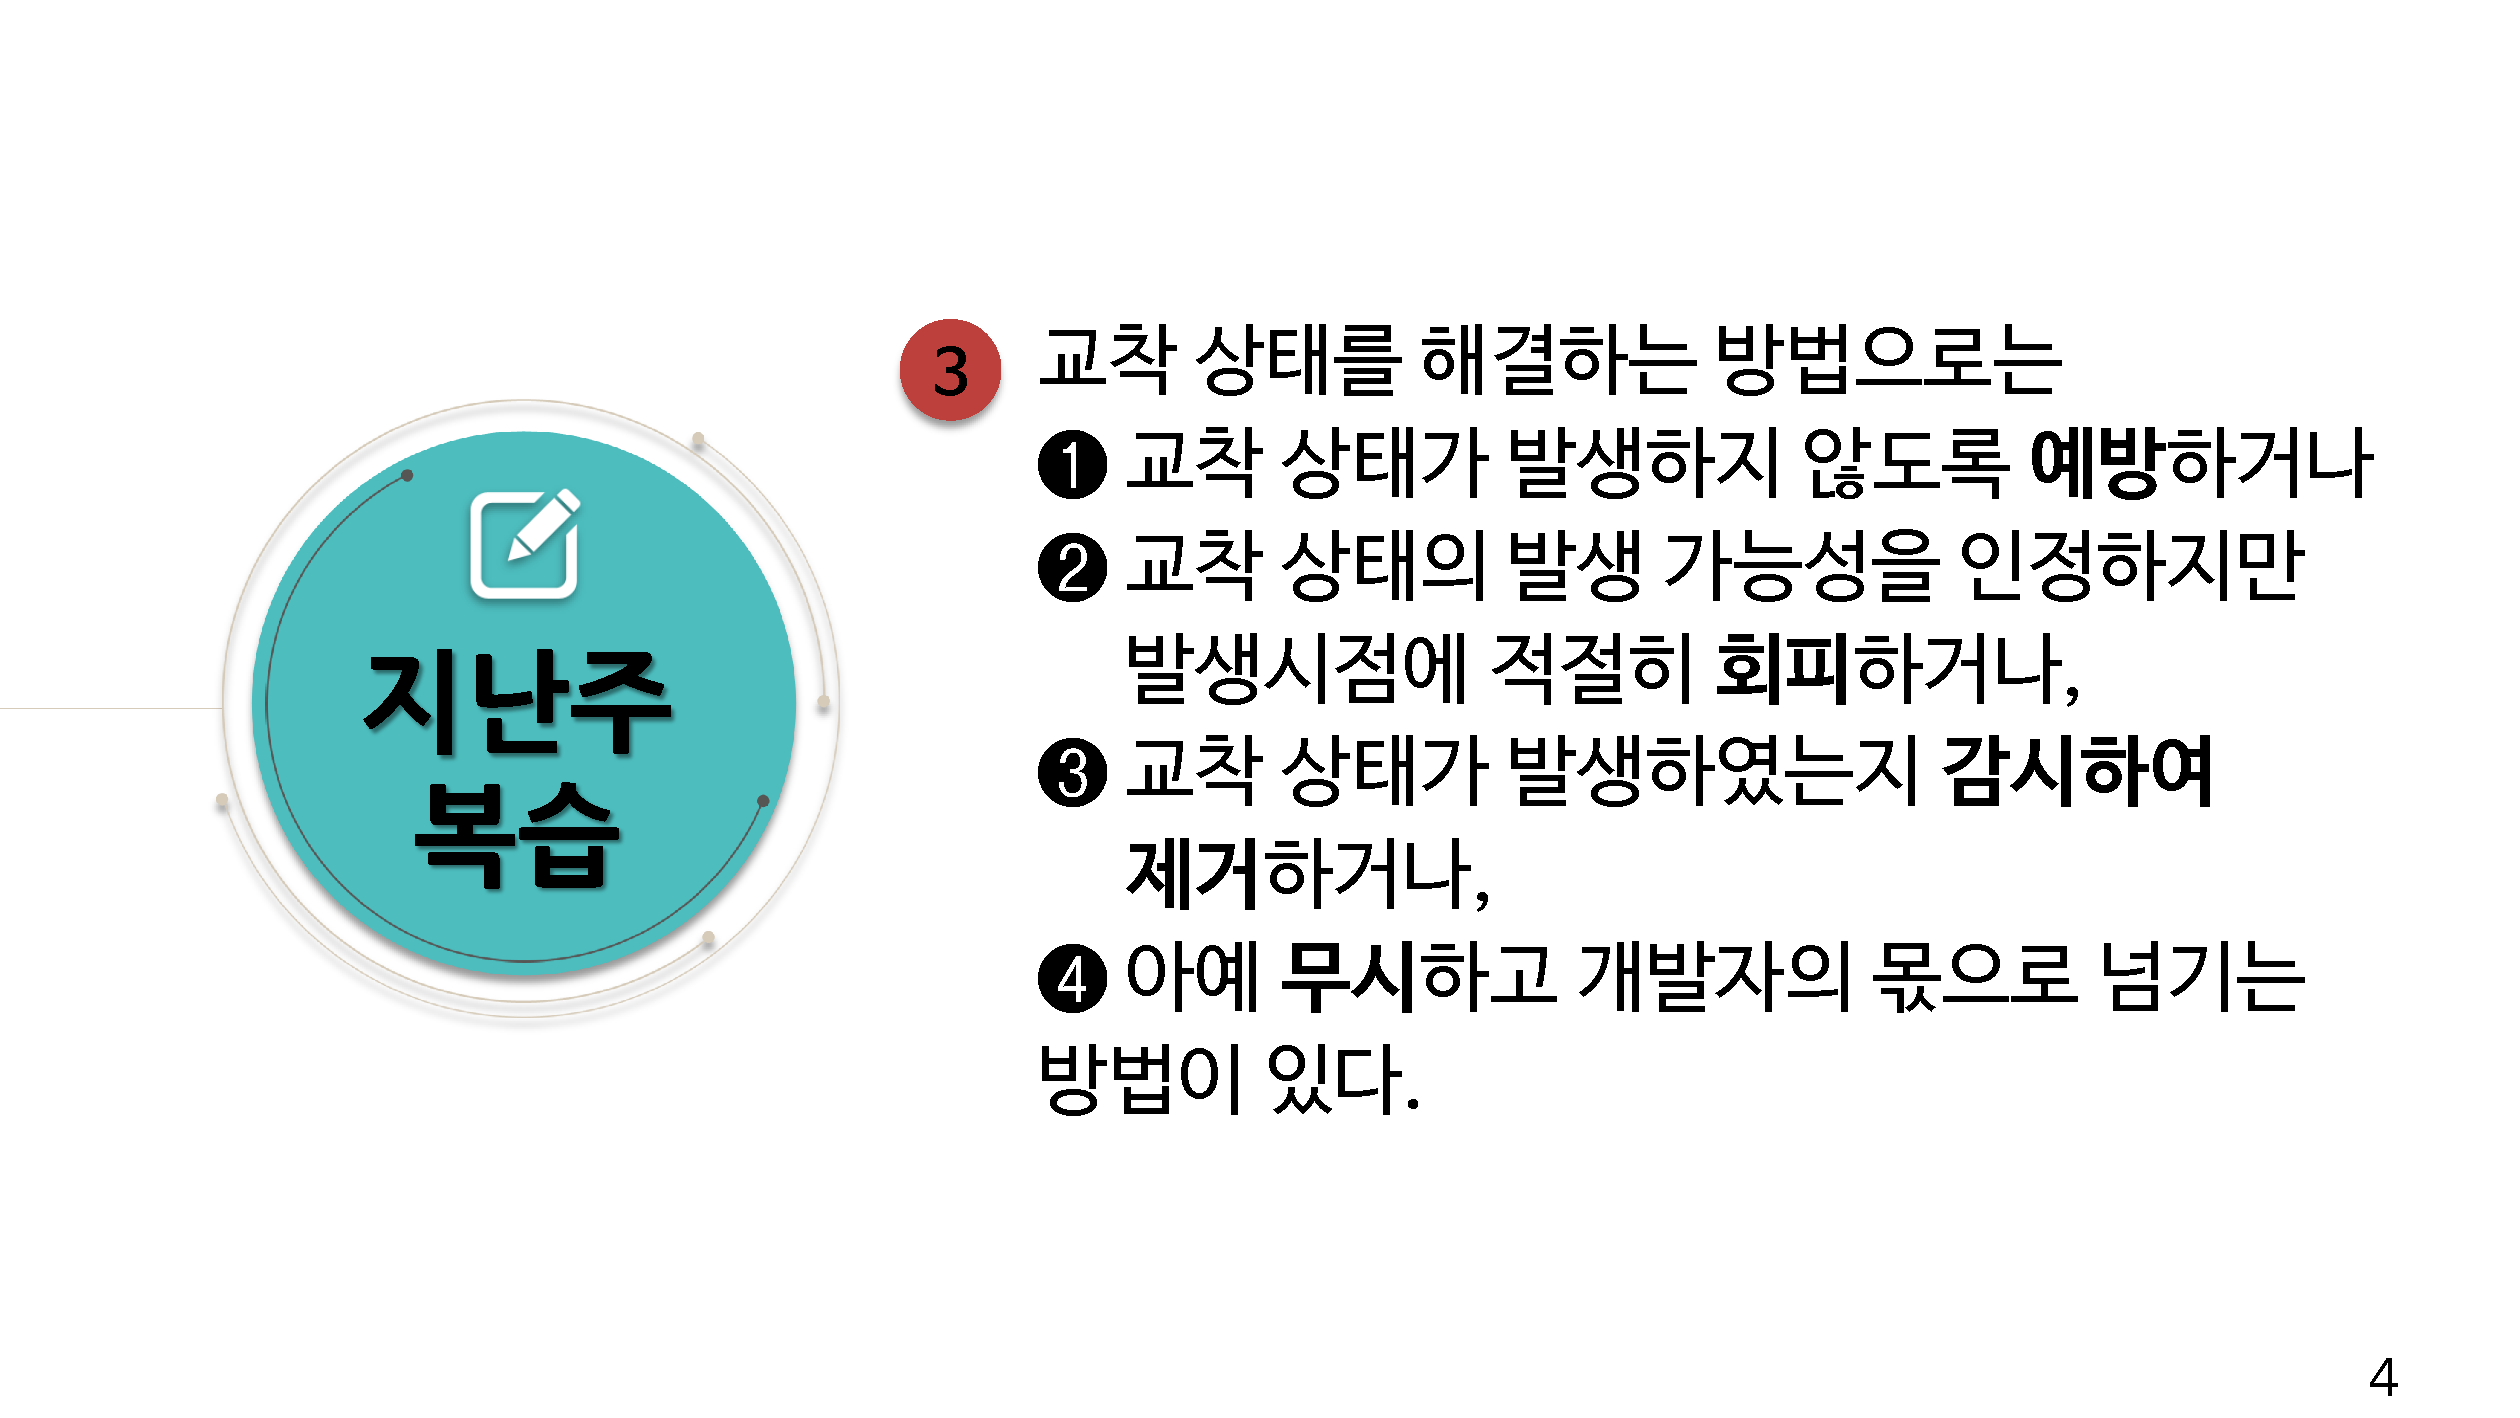 지난주
복습
3 교착 상태를 해결하는 방법으로는
❶ 교착 상태가 발생하지 않도록 예방하거나
❷ 교착 상태의 발생 가능성을 인정하지만
발생시점에 적절히 회피하거나,
❸ 교착 상태가 발생하였는지 감시하여
제거하거나,
❹ 아예 무시하고 개발자의 몫으로 넘기는
방법이 있다.
4